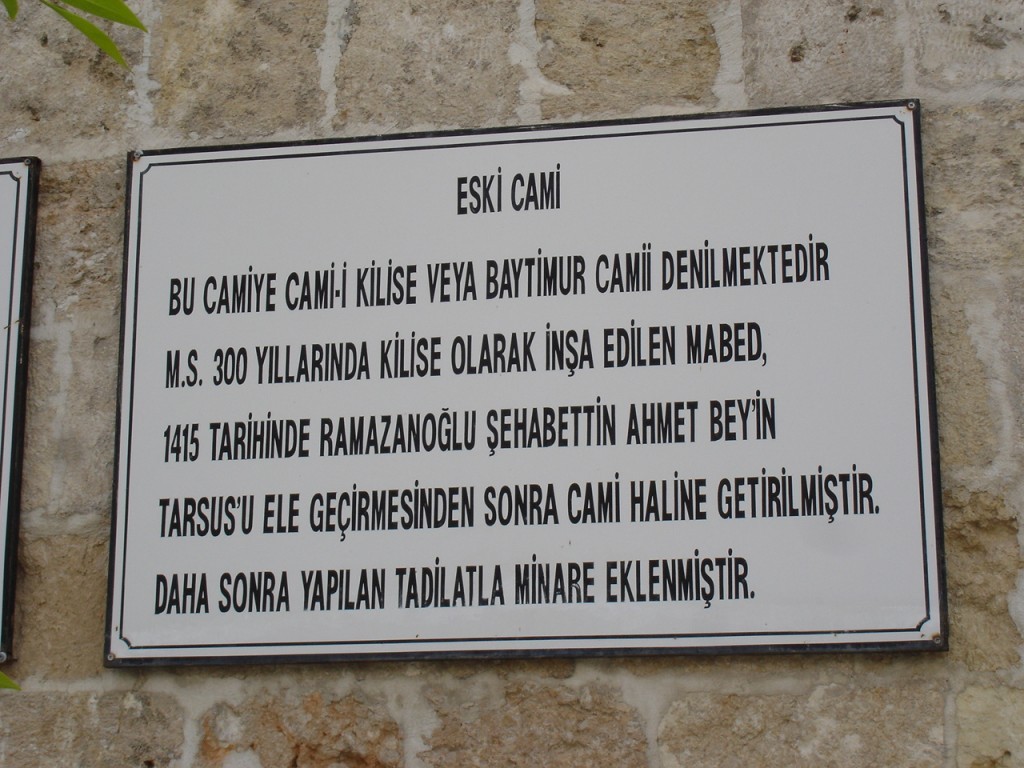 ESKİ CAMİ
BU CAMİYE CAMİ-İ KİLİSE VEYA BAYTİMUR CAMİİ DENİLMEKTEDİR
M.S. 300 YILLARINDA KİLİSE OLARAK İNŞA EDİLEN MABED,
1415 TARİHİNDE RAMAZANOĞLU ŞEHABETTİN AHMET BEY'İN
TARSUS'U ELE GEÇİRMESİNDEN SONRA CAMİ HALİNE GETİRİLMİŞTİR.
DAHA SONRA YAPILAN TADİLATLA MİNARE EKLENMİŞTİR.